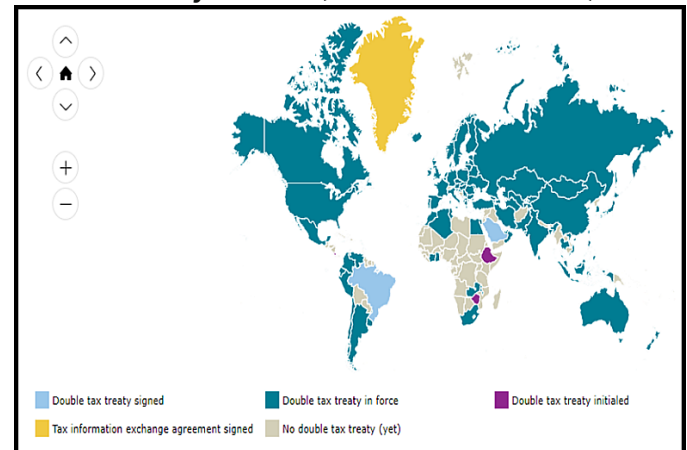 Double tax treaty signed
Double tax treaty in force
Double tax treaty initialed
Tax information exchange agreement signed
No double tax treaty (yet)